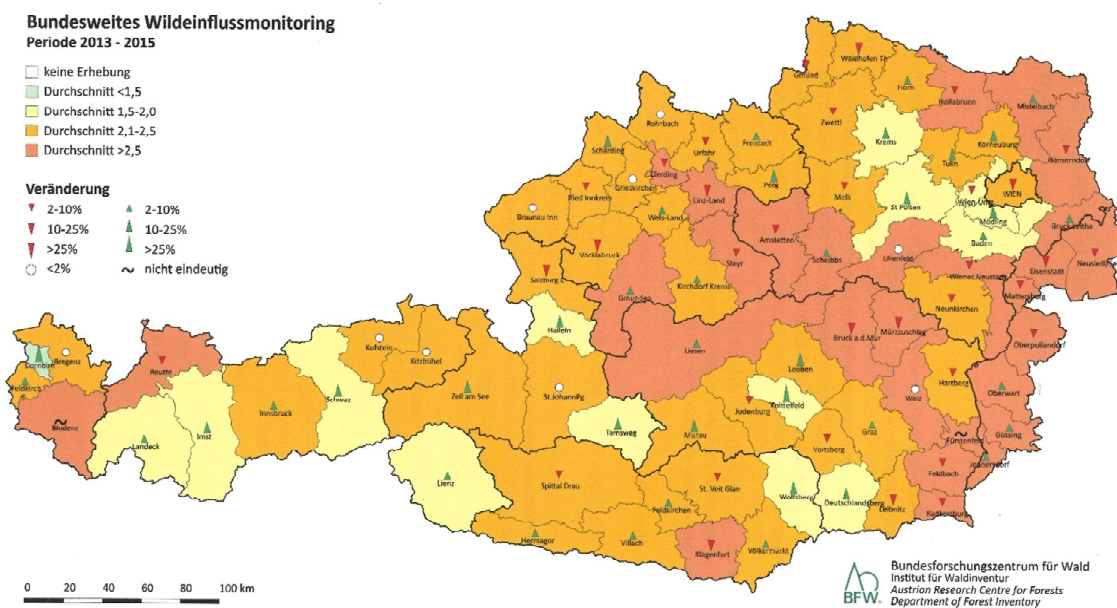 Bundesweites Wildeinflussmonitoring
Periode 2013 - 2015
keine Erhebung
Durchschnitt <1,5
Durchschnitt 1,5-2,0
Durchschnitt 2,1-2,5
Durchschnitt >2,5
Veränderung
2-10% 2-10%
10-25% 10-25%
>25% >25%
<2% nicht eindeutig
Waidhofen Th
Gmünd
Horn
Hollabrunn
Mistelbach
Rohrbach
Zwettl
Krems
Korneuburg
Schärding
Urfahr
Freistadt
Tulln
Gänserndorf
Eferding
Grieskirchen
Perg
WIEN
Ried Innkreis
Linz-Land
Melk
St Pölten
Wien-Umg
Braunau Inn
Wels-Land
Mödling
Amstetten
Bruck Leitha
Baden
Vöcklabruck
Steyr
Scheibbs
Lilienfeld
Eisenstadt
Neusiedl See
Salzburg
Gmunden
Kirchdorf Krems
Wiener Neustadt
Mattersburg
Neunkirchen
Hallein
Bruck a.d.Mur
Mürzzuschlag
Oberpullendorf
Kufstein
Kitzbühel
Liezen
Bregenz
Dornbirn
Reutte
Leoben
Feldkirch
Zell am See
St.JohannPg
Knittelfeld
Weiz
Hartberg
Oberwart
Schwaz
Innsbruck
Judenburg
Bludenz
Tamsweg
Murau
Graz
Imst
Landeck
Voitsberg
Fürstenfeld
Güssing
Jennersdorf
Lienz
Spittal Drau
St. Veit Glan
Feldbach
Wolfsberg
Deutschlandsberg
Leibnitz
Feldkirchen
Radkersburg
Hermagor
Villach
Klagenfurt
Völkermarkt
0 20 40 60 80 100 km
BFW.
Bundesforschungszentrum für Wald
Institut für Waldinventur
Austrian Research Centre for Forests
Department of Forest Inventory